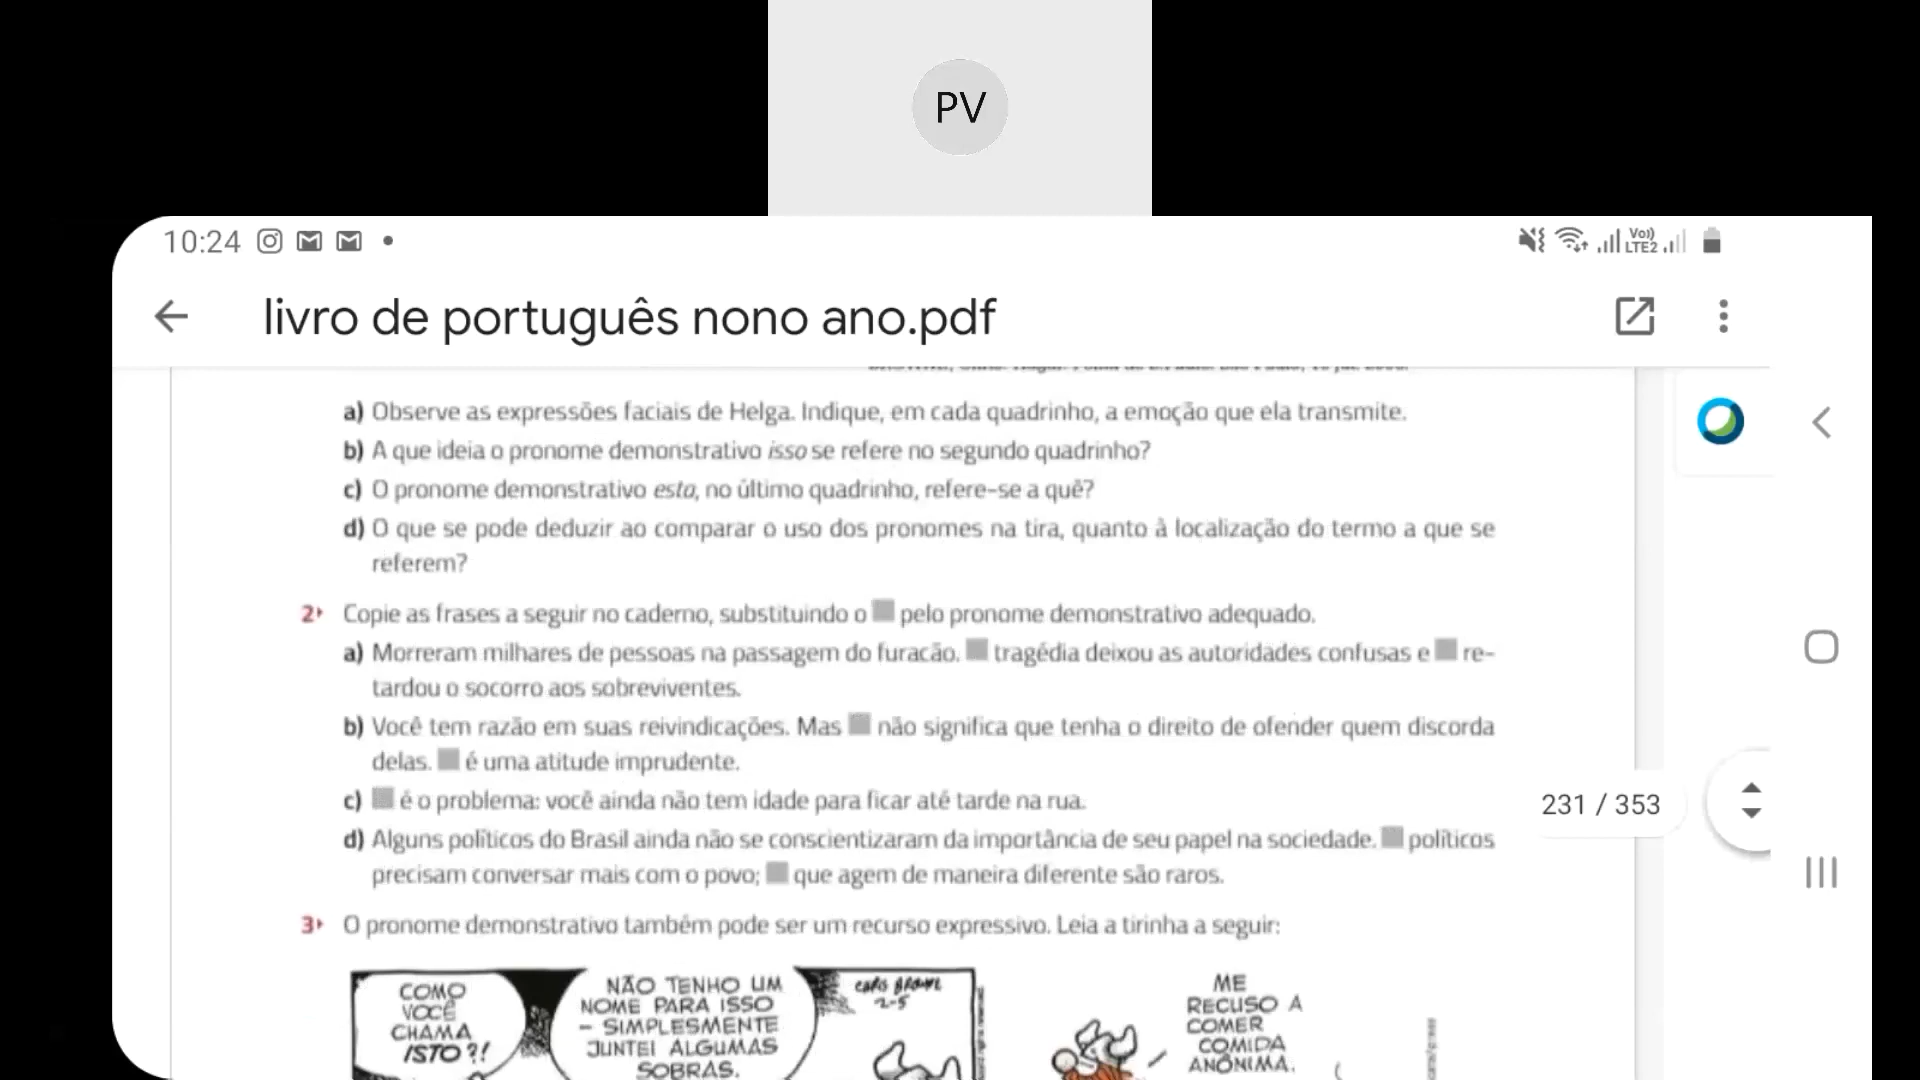 PV
10:24
Vo))
LTE2
livro de português nono ano.pdf
a) Observe as expressões faciais de Helga. Indique, em cada quadrinho, a emoção que ela transmite.
b) A que ideia o pronome demonstrativo isso se refere no segundo quadrinho?
c) O pronome demonstrativo esta, no último quadrinho, refere-se a quê?
d) O que se pode deduzir ao comparar o uso dos pronomes na tira, quanto à localização do termo a que se
referem?
2 Copie as frases a seguir no caderno, substituindo o ■ pelo pronome demonstrativo adequado.
a) Morreram milhares de pessoas na passagem do furacão. ■ tragédia deixou as autoridades confusas e ■ re-
tardou o socorro aos sobreviventes.
b) Você tem razão em suas reivindicações. Mas ■ não significa que tenha o direito de ofender quem discorda
delas. ■ é uma atitude imprudente.
c) ■ é o problema: você ainda não tem idade para ficar até tarde na rua.
231 / 353
d) Alguns políticos do Brasil ainda não se conscientizaram da importância de seu papel na sociedade. ■ políticos
precisam conversar mais com o povo; ■ que agem de maneira diferente são raros.
3 O pronome demonstrativo também pode ser um recurso expressivo. Leia a tirinha a seguir:
COMO
VOCÊ
CHAMA
ISTO?!
NÃO TENHO UM
NOME PARA ISSO
– SIMPLESMENTE
JUNTEI ALGUMAS
SOBRAS.
2-5
ME
RECUSO A
COMER
COMIDA
ANÔNIMA.